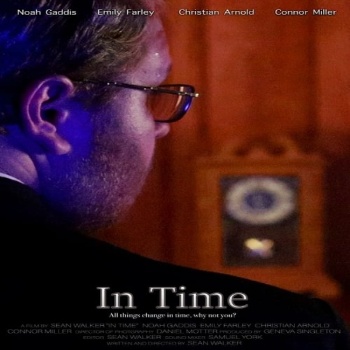 Noah Gaddis Emily Farley Christian Arnold Connor Miller
In Time
All things change in time, why not you?
A FILM BY SEAN WALKER "IN TIME" NOAH GADDIS EMILY FARLEY CHRISTIAN ARNOLD
CONNOR MILLER DIRECTOR OF PHOTOGRAPHY DANIEL MOTTER PRODUCED BY GENEVA SINGLETON
EDITED SEAN WALKER SOUND MIXER SAMUEL YORK
WRITTEN AND DIRECTED BY SEAN WALKER